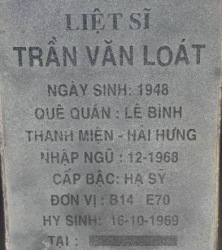 LIỆT SĨ
TRẦN VĂN LOÁT
NGÀY SINH: 1948
QUÊ QUÁN : LÊ BÌNH
THANH MIỆN - HẢI HƯNG
NHẬP NGŨ : 12-1968
CẤP BẬC: HẠ SỸ
ĐƠN VỊ : B14 E70
HY SINH: 16-10-1969
TẠI :